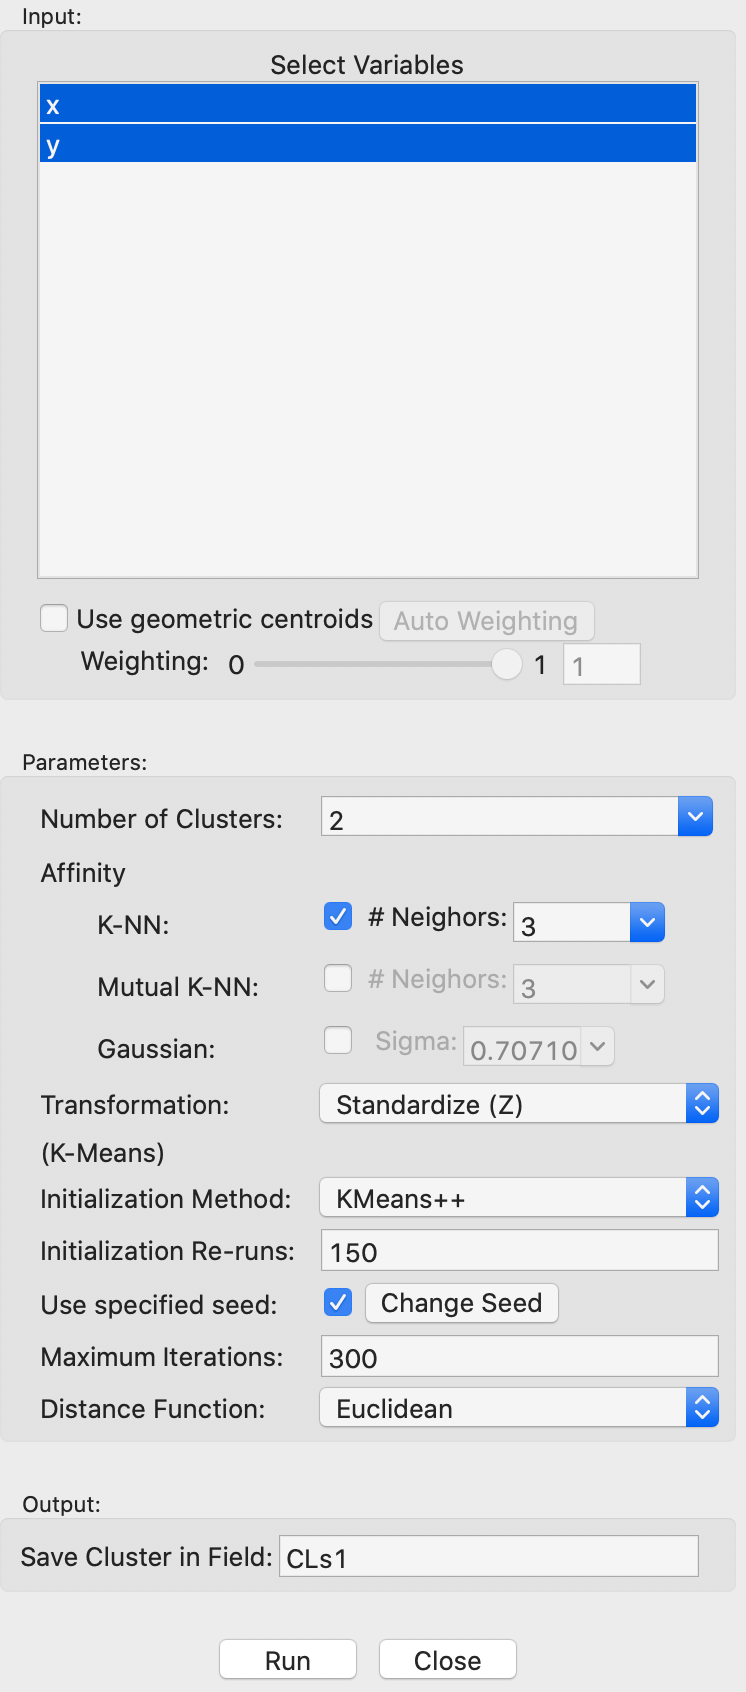 Input:
Select Variables
x
y
Use geometric centroids Auto Weighting
Weighting: 0 1 1
Parameters:
Number of Clusters: 2
Affinity
K-NN: # Neighors: 3
Mutual K-NN: # Neighors: 3
Gaussian: Sigma: 0.70710
Transformation: Standardize (Z)
(K-Means)
Initialization Method: KMeans++
Initialization Re-runs: 150
Use specified seed: Change Seed
Maximum Iterations: 300
Distance Function: Euclidean
Output:
Save Cluster in Field: CLs1
Run Close